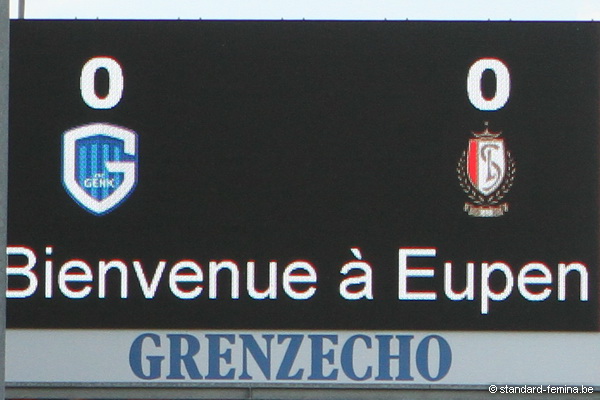 0 0
GENK
Bienvenue à Eupen
GRENZECHO
© standard-femina.be